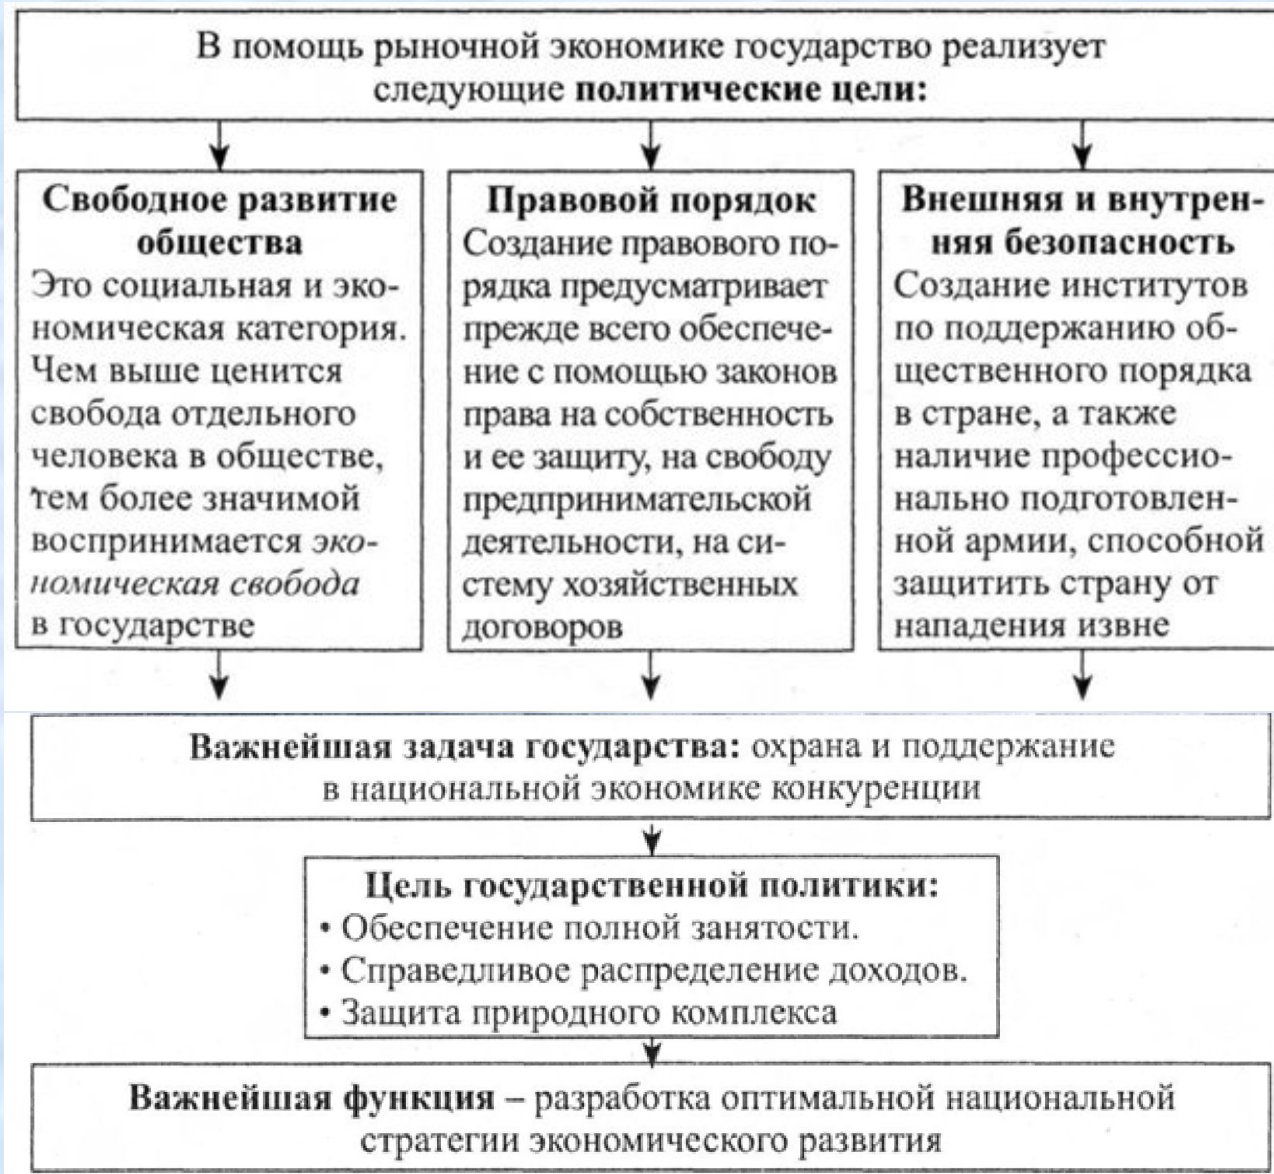 В помощь рыночной экономике государство реализует
следующие политические цели:
Свободное развитие
общества
Это социальная и эко-
номическая категория.
Чем выше ценится
свобода отдельного
человека в обществе,
тем более значимой
воспринимается эко-
номическая свобода
в государстве
Правовой порядок
Создание правового по-
рядка предусматривает
прежде всего обеспече-
ние с помощью законов
права на собственность
и ее защиту, на свободу
предпринимательской
деятельности, на си-
стему хозяйственных
договоров
Внешняя и внутрен-
няя безопасность
Создание институтов
по поддержанию об-
щественного порядка
в стране, а также
наличие профессио-
нально подготовлен-
ной армии, способной
защитить страну от
нападения извне
Важнейшая задача государства: охрана и поддержание
в национальной экономике конкуренции
Цель государственной политики:
• Обеспечение полной занятости.
• Справедливое распределение доходов.
• Защита природного комплекса
Важнейшая функция – разработка оптимальной национальной
стратегии экономического развития